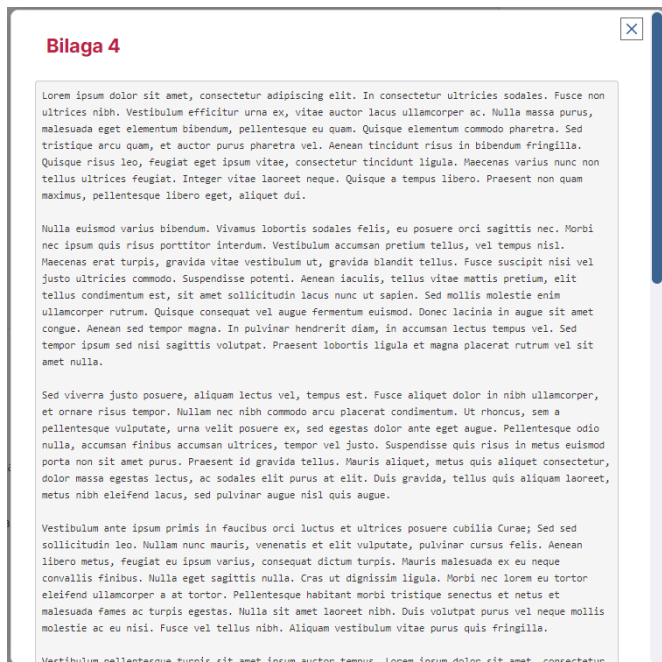 Bilaga 4
Lorem ipsum dolor sit amet, consectetur adipiscing elit. In consectetur ultricies sodales. Fusce non
ultrices nibh. Vestibulum efficitur urna ex, vitae auctor lacus ullamcorper ac. Nulla massa purus,
malesuada eget elementum bibendum, pellentesque eu quam. Quisque elementum commodo pharetra. Sed
tristique arcu quam, et auctor purus pharetra vel. Aenean tincidunt risus in bibendum fringilla.
Quisque risus leo, feugiat eget ipsum vitae, consectetur tincidunt ligula. Maecenas varius nunc non
tellus ultrices feugiat. Integer vitae laoreet neque. Quisque a tempus libero. Praesent non quam
maximus, pellentesque libero eget, aliquet dui.
Nulla euismod varius bibendum. Vivamus lobortis sodales felis, eu posuere orci sagittis nec. Morbi
nec ipsum quis risus porttitor interdum. Vestibulum accumsan pretium tellus, vel tempus nisl.
Maecenas erat turpis, gravida vitae vestibulum ut, gravida blandit tellus. Fusce suscipit nisi vel
justo ultricies commodo. Suspendisse potenti. Aenean iaculis, tellus vitae mattis pretium, elit
tellus condimentum est, sit amet sollicitudin lacus nunc ut sapien. Sed mollis molestie enim
ullamcorper rutrum. Quisque consequat vel augue fermentum euismod. Donec lacinia in augue sit amet
congue. Aenean sed tempor magna. In pulvinar hendrerit diam, in accumsan lectus tempus vel. Sed
tempor ipsum sed nisi sagittis volutpat. Praesent lobortis ligula et magna placerat rutrum vel sit
amet nulla.
Sed viverra justo posuere, aliquam lectus vel, tempus est. Fusce aliquet dolor in nibh ullamcorper,
et ornare risus tempor. Nullam nec nibh commodo arcu placerat condimentum. Ut rhoncus, sem a
pellentesque vulputate, urna velit posuere ex, sed egestas dolor ante eget augue. Pellentesque odio
nulla, accumsan finibus accumsan ultrices, tempor vel justo. Suspendisse quis risus in metus euismod
porta non sit amet purus. Praesent id gravida tellus. Mauris aliquet, metus quis aliquet consectetur,
dolor massa egestas lectus, ac sodales elit purus at elit. Duis gravida, tellus quis aliquam laoreet,
metus nibh eleifend lacus, sed pulvinar augue nisl quis augue.
Vestibulum ante ipsum primis in faucibus orci luctus et ultrices posuere cubilia Curae; Sed sed
sollicitudin leo. Nullam nunc mauris, venenatis et elit vulputate, pulvinar cursus felis. Aenean
libero metus, feugiat eu ipsum varius, consequat dictum turpis. Mauris malesuada ex eu neque
convallis finibus. Nulla eget sagittis nulla. Cras ut dignissim ligula. Morbi nec lorem eu tortor
eleifend ullamcorper a at tortor. Pellentesque habitant morbi tristique senectus et netus et
malesuada fames ac turpis egestas. Nulla sit amet laoreet nibh. Duis volutpat purus vel neque mollis
molestie ac eu nisi. Fusce vel tellus nibh. Aliquam vestibulum vitae purus quis fringilla.
Vestibulum pellentesque turpis sit amet ipsum auctor tempus. Lorem ipsum dolor sit amet, consectetur